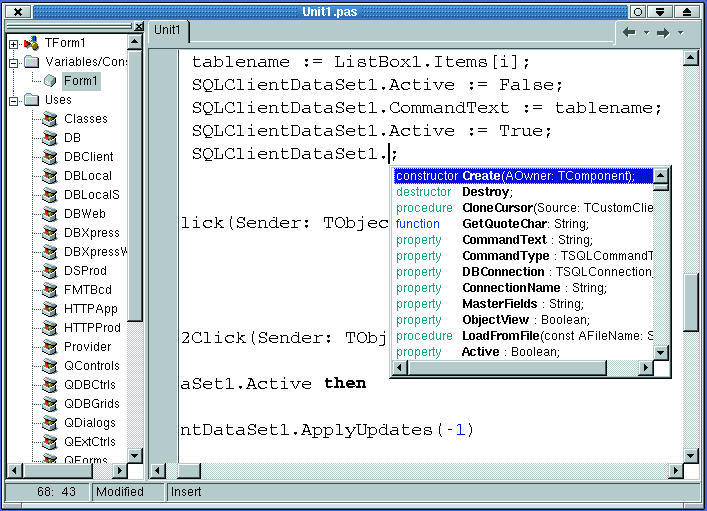 Unit1.pas
TForm1
Variables/Cons
Form1
Uses
Classes
DB
DBClient
DBLocal
DBLocalS
DBWeb
DBXpress
DBXpressW
DSProd
FMTBcd
HTTPApp
HTTPProd
Provider
QControls
QDBCtrls
QDBGrids
QDialogs
QExtCtrls
QForms
Unit1
tablename := ListBox1.Items[i];
SQLClientDataSet1.Active := False;
SQLClientDataSet1.CommandText := tablename;
SQLClientDataSet1.Active := True;
SQLClientDataSet1.;
lick(Sender: TObjec
2Click(Sender: TObj
aSet1.Active then
ntDataSet1.ApplyUpdates(-1)
constructor Create(AOwner: TComponent);
destructor Destroy;
procedure CloneCursor(Source: TCustomClie
function GetQuoteChar: String;
property CommandText : String;
property CommandType : TSQLCommandT
property DBConnection : TSQLConnection
property ConnectionName : String;
property MasterFields : String;
property ObjectView : Boolean;
procedure LoadFromFile(const AFileName: S
property Active : Boolean;
68: 43 Modified Insert